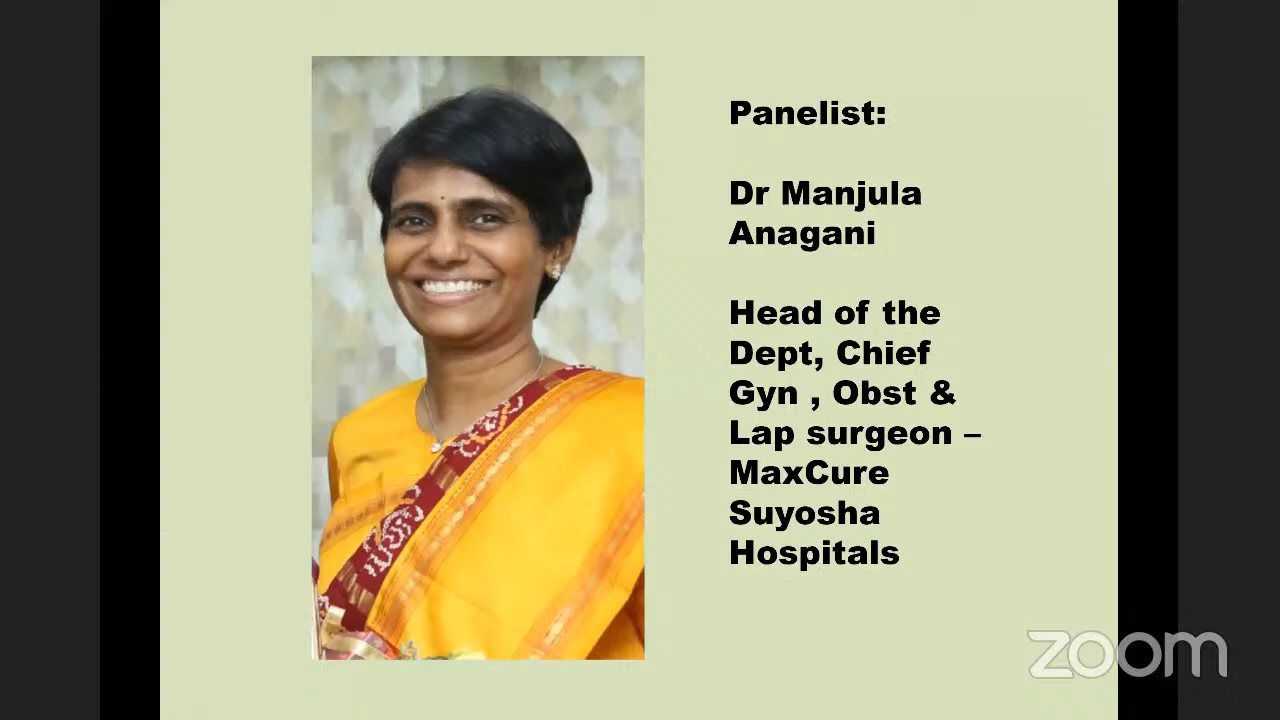 Panelist:
Dr Manjula
Anagani
Head of the
Dept, Chief
Gyn , Obst &
Lap surgeon –
MaxCure
Suyosha
Hospitals
zoom